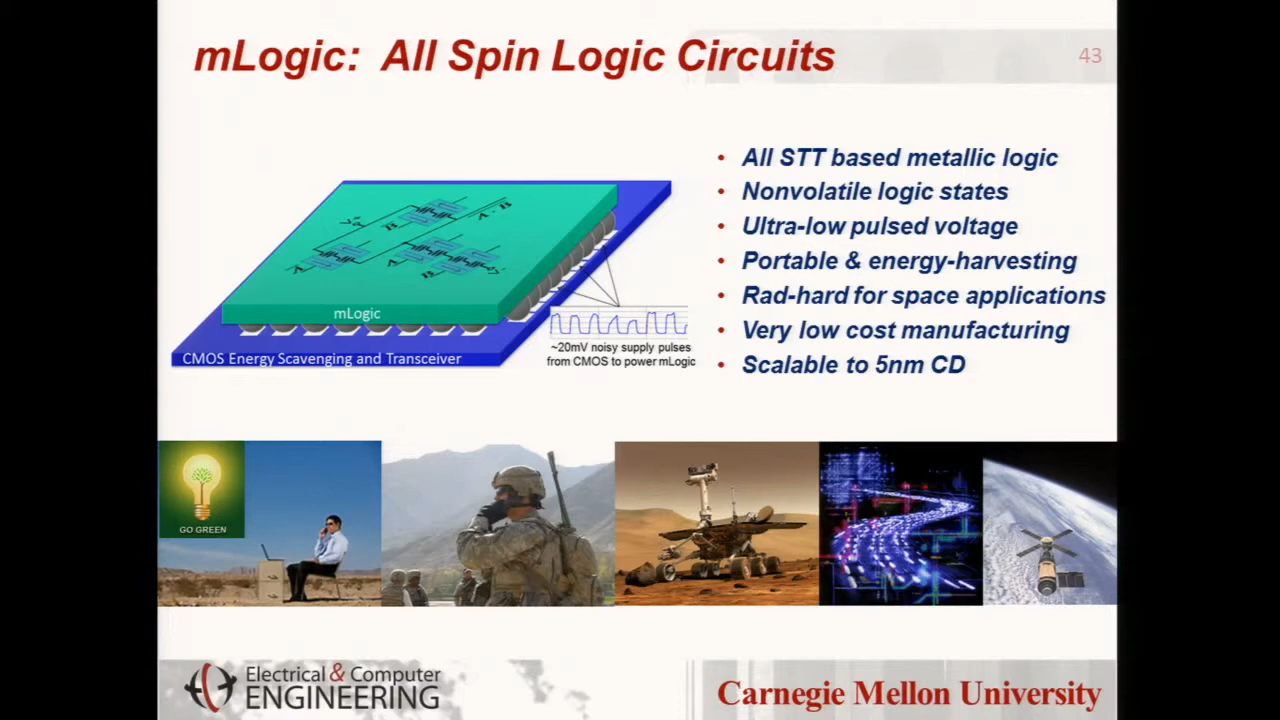 mLogic: All Spin Logic Circuits
43
• All STT based metallic logic
• Nonvolatile logic states
• Ultra-low pulsed voltage
• Portable & energy-harvesting
• Rad-hard for space applications
• Very low cost manufacturing
• Scalable to 5nm CD
B
A · B
A
A
B
mLogic
CMOS Energy Scavenging and Transceiver
~20mV noisy supply pulses
from CMOS to power mLogic
GO GREEN
Electrical & Computer
ENGINEERING
Carnegie Mellon University